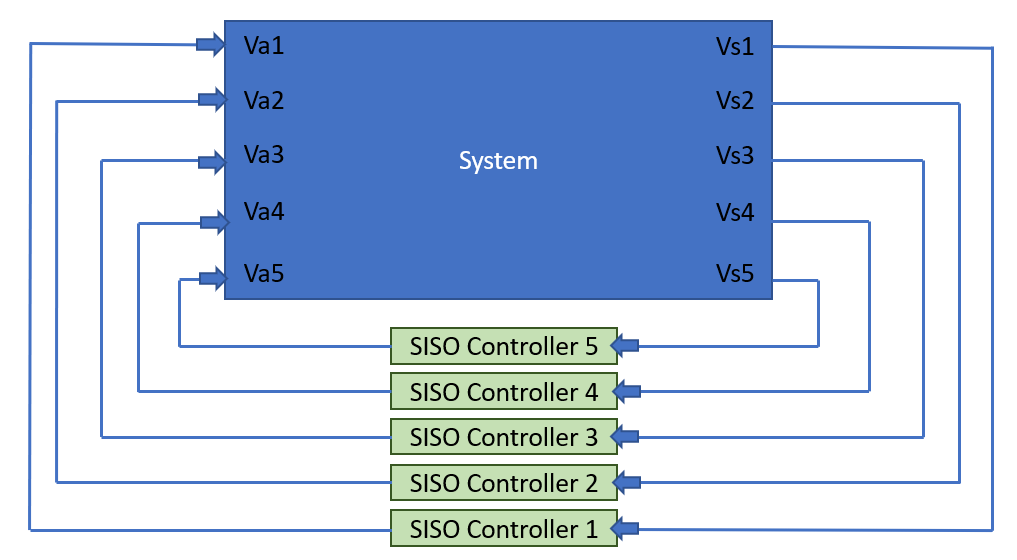 Va1
Vs1
Va2
Vs2
Va3
System
Vs3
Va4
Vs4
Va5
Vs5
SISO Controller 5
SISO Controller 4
SISO Controller 3
SISO Controller 2
SISO Controller 1